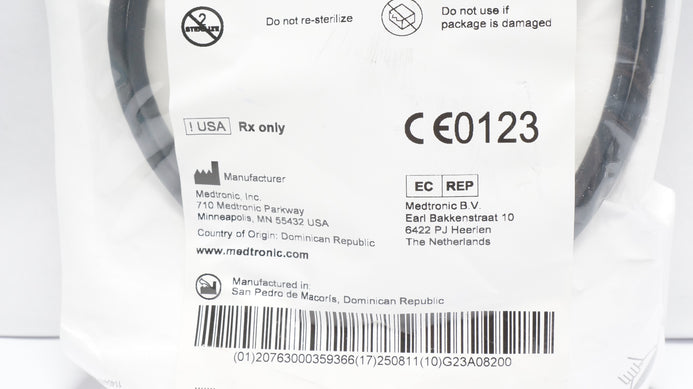 2
STERILIZE
Do not re-sterilize
Do not use if
package is damaged
! USA Rx only
CE0123
Manufacturer
Medtronic, Inc.
710 Medtronic Parkway
Minneapolis, MN 55432 USA
Country of Origin: Dominican Republic
www.medtronic.com
EC REP
Medtronic B.V.
Earl Bakkenstraat 10
6422 PJ Heerlen
The Netherlands
Manufactured in:
San Pedro de Macorís, Dominican Republic
(01)20763000359366(17)250811(10)G23A08200